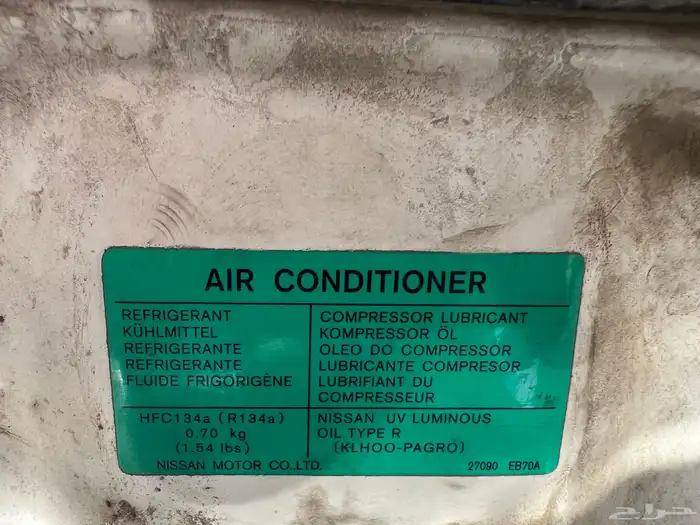 AIR CONDITIONER
REFRIGERANT
KÜHLMITTEL
REFRIGERANTE
REFRIGERANTE
FLUIDE FRIGORIGÈNE
COMPRESSOR LUBRICANT
KOMPRESSOR ÖL
OLEO DO COMPRESSOR
LUBRICANTE COMPRESOR
LUBRIFIANT DU
COMPRESSEUR
HFC134a (R134a)
0.70 kg
(1.54 lbs)
NISSAN UV LUMINOUS
OIL TYPE R
(KLHOO-PAGRO)
NISSAN MOTOR CO.,LTD.
27090 EB70A
حراج